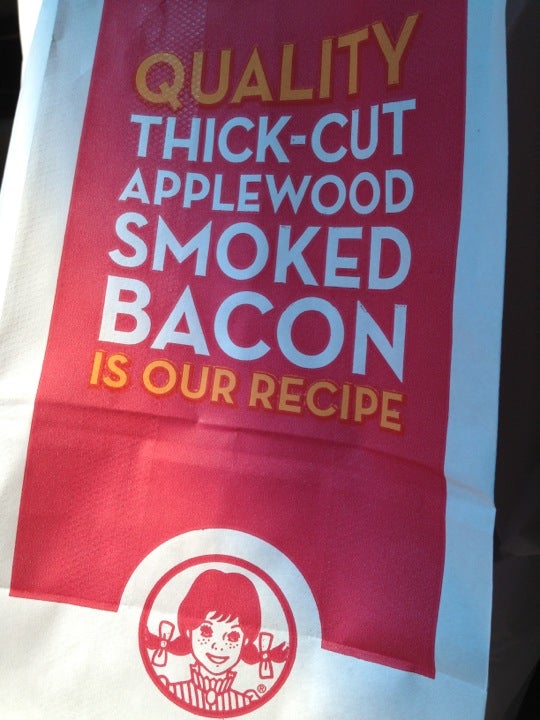 QUALITY
THICK-CUT
APPLEWOOD
SMOKED
BACON
IS OUR RECIPE
®